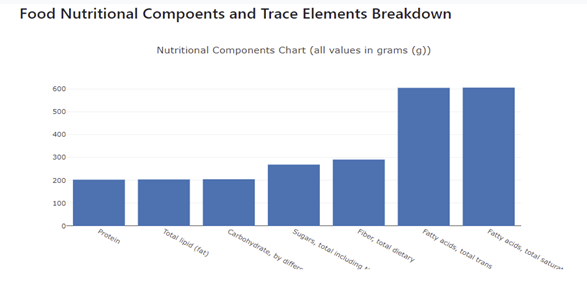 Food Nutritional Compoents and Trace Elements Breakdown
Nutritional Components Chart (all values in grams (g))
600
500
400
300
200
100
0
Protein
Total lipid (fat)
Carbohydrate, by differ
Sugars, total including
Fiber, total dietary
Fatty acids, total trans
Fatty acids, total satura